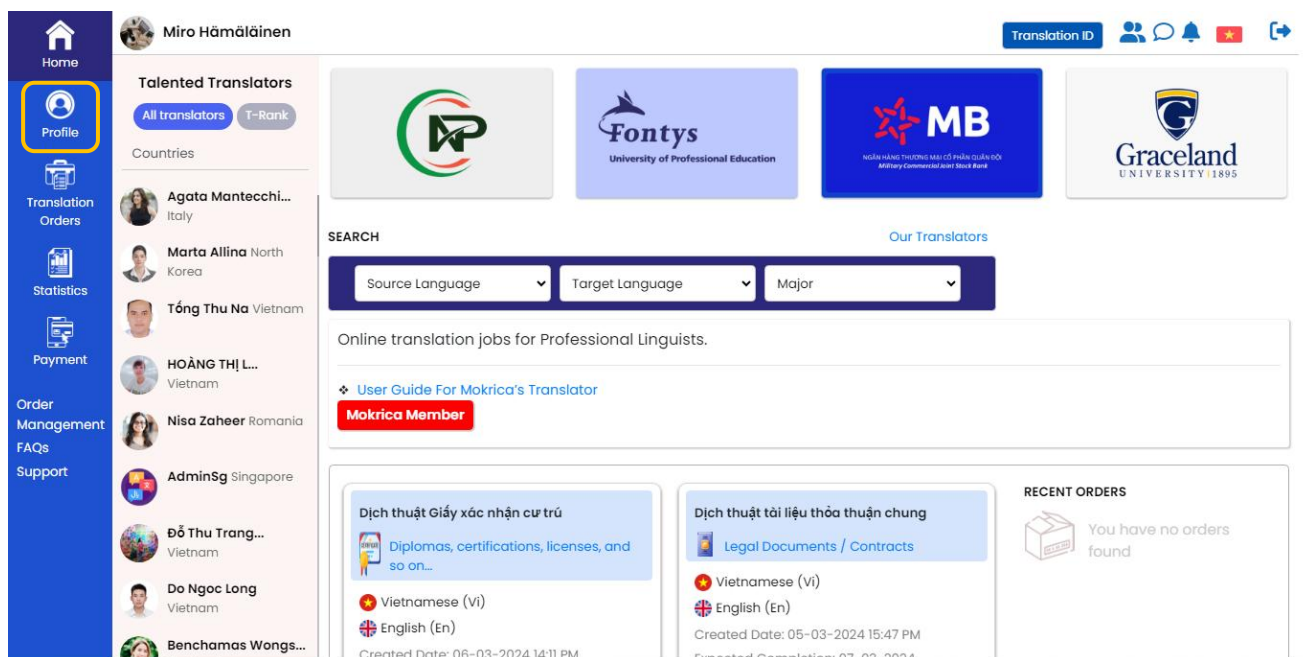 Home
Profile
Translation
Orders
Statistics
Payment
Order
Management
FAQs
Support
Miro Hämäläinen
Translation ID
Talented Translators
All translators
T-Rank
Countries
Agata Mantecchi...
Italy
Marta Allina North
Korea
Tống Thu Na Vietnam
HOÀNG THỊ L...
Vietnam
Nisa Zaheer Romania
AdminSg Singapore
Đỗ Thu Trang...
Vietnam
Do Ngoc Long
Vietnam
Benchamas Wongs...
NP
Fontys
University of Professional Education
MB
NGÂN HÀNG THƯƠNG MẠI CỔ PHẦN QUÂN ĐỘI
Military Commercial Joint Stock Bank
Graceland
UNIVERSITY 1895
SEARCH
Our Translators
Source Language
Target Language
Major
Online translation jobs for Professional Linguists.
❖ User Guide For Mokrica's Translator
Mokrica Member
Dịch thuật Giấy xác nhận cư trú
Diplomas, certifications, licenses, and
so on...
Vietnamese (Vi)
English (En)
Created Date: 06-03-2024 14:11 PM
Dịch thuật tài liệu thỏa thuận chung
Legal Documents / Contracts
Vietnamese (Vi)
English (En)
Created Date: 05-03-2024 15:47 PM
Expected Completion: 07-03-2024
RECENT ORDERS
You have no orders
found